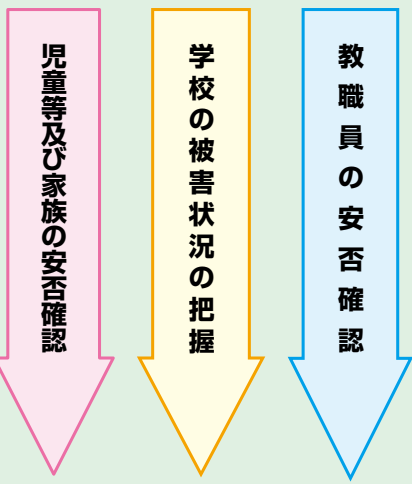 教職員の安否確認
学校の被害状況の把握
児童等及び家族の安否確認